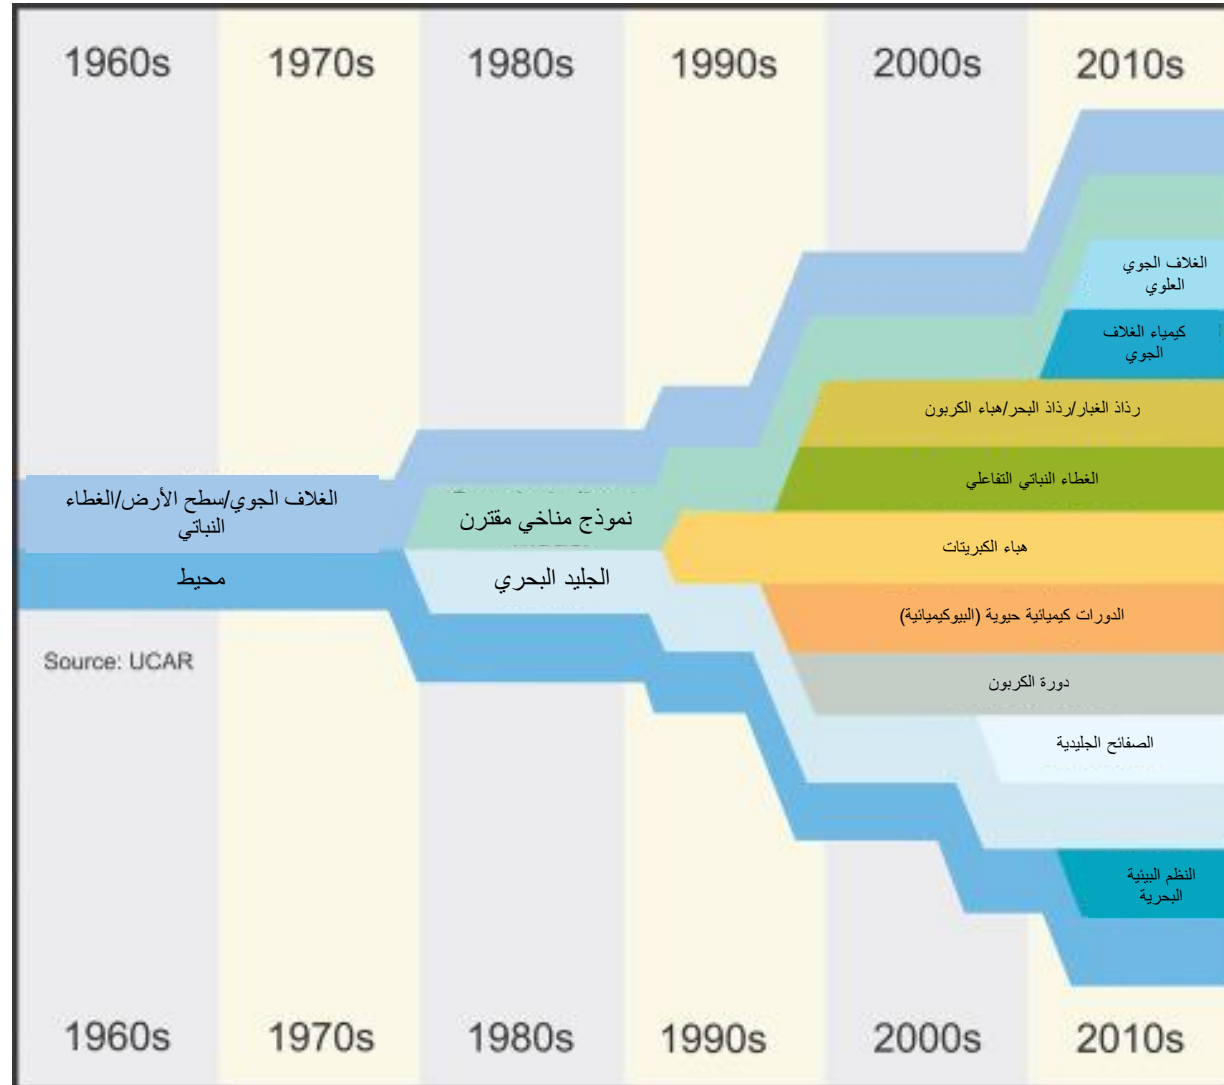 1960s 1970s 1980s 1990s 2000s 2010s
الغلاف الجوي
العلوي
كيمياء الغلاف
الجوي
رذاذ الغبار/رذاذ البحر/هباء الكربون
الغطاء النباتي التفاعلي
الغلاف الجوي/سطح الأرض/الغطاء
النباتي
نموذج مناخي مقترن
هباء الكبريتات
محيط
الجليد البحري
الدورات كيميائية حيوية (البيوكيميائية)
Source: UCAR
دورة الكربون
الصفائح الجليدية
النظم البيئية
البحرية
1960s 1970s 1980s 1990s 2000s 2010s